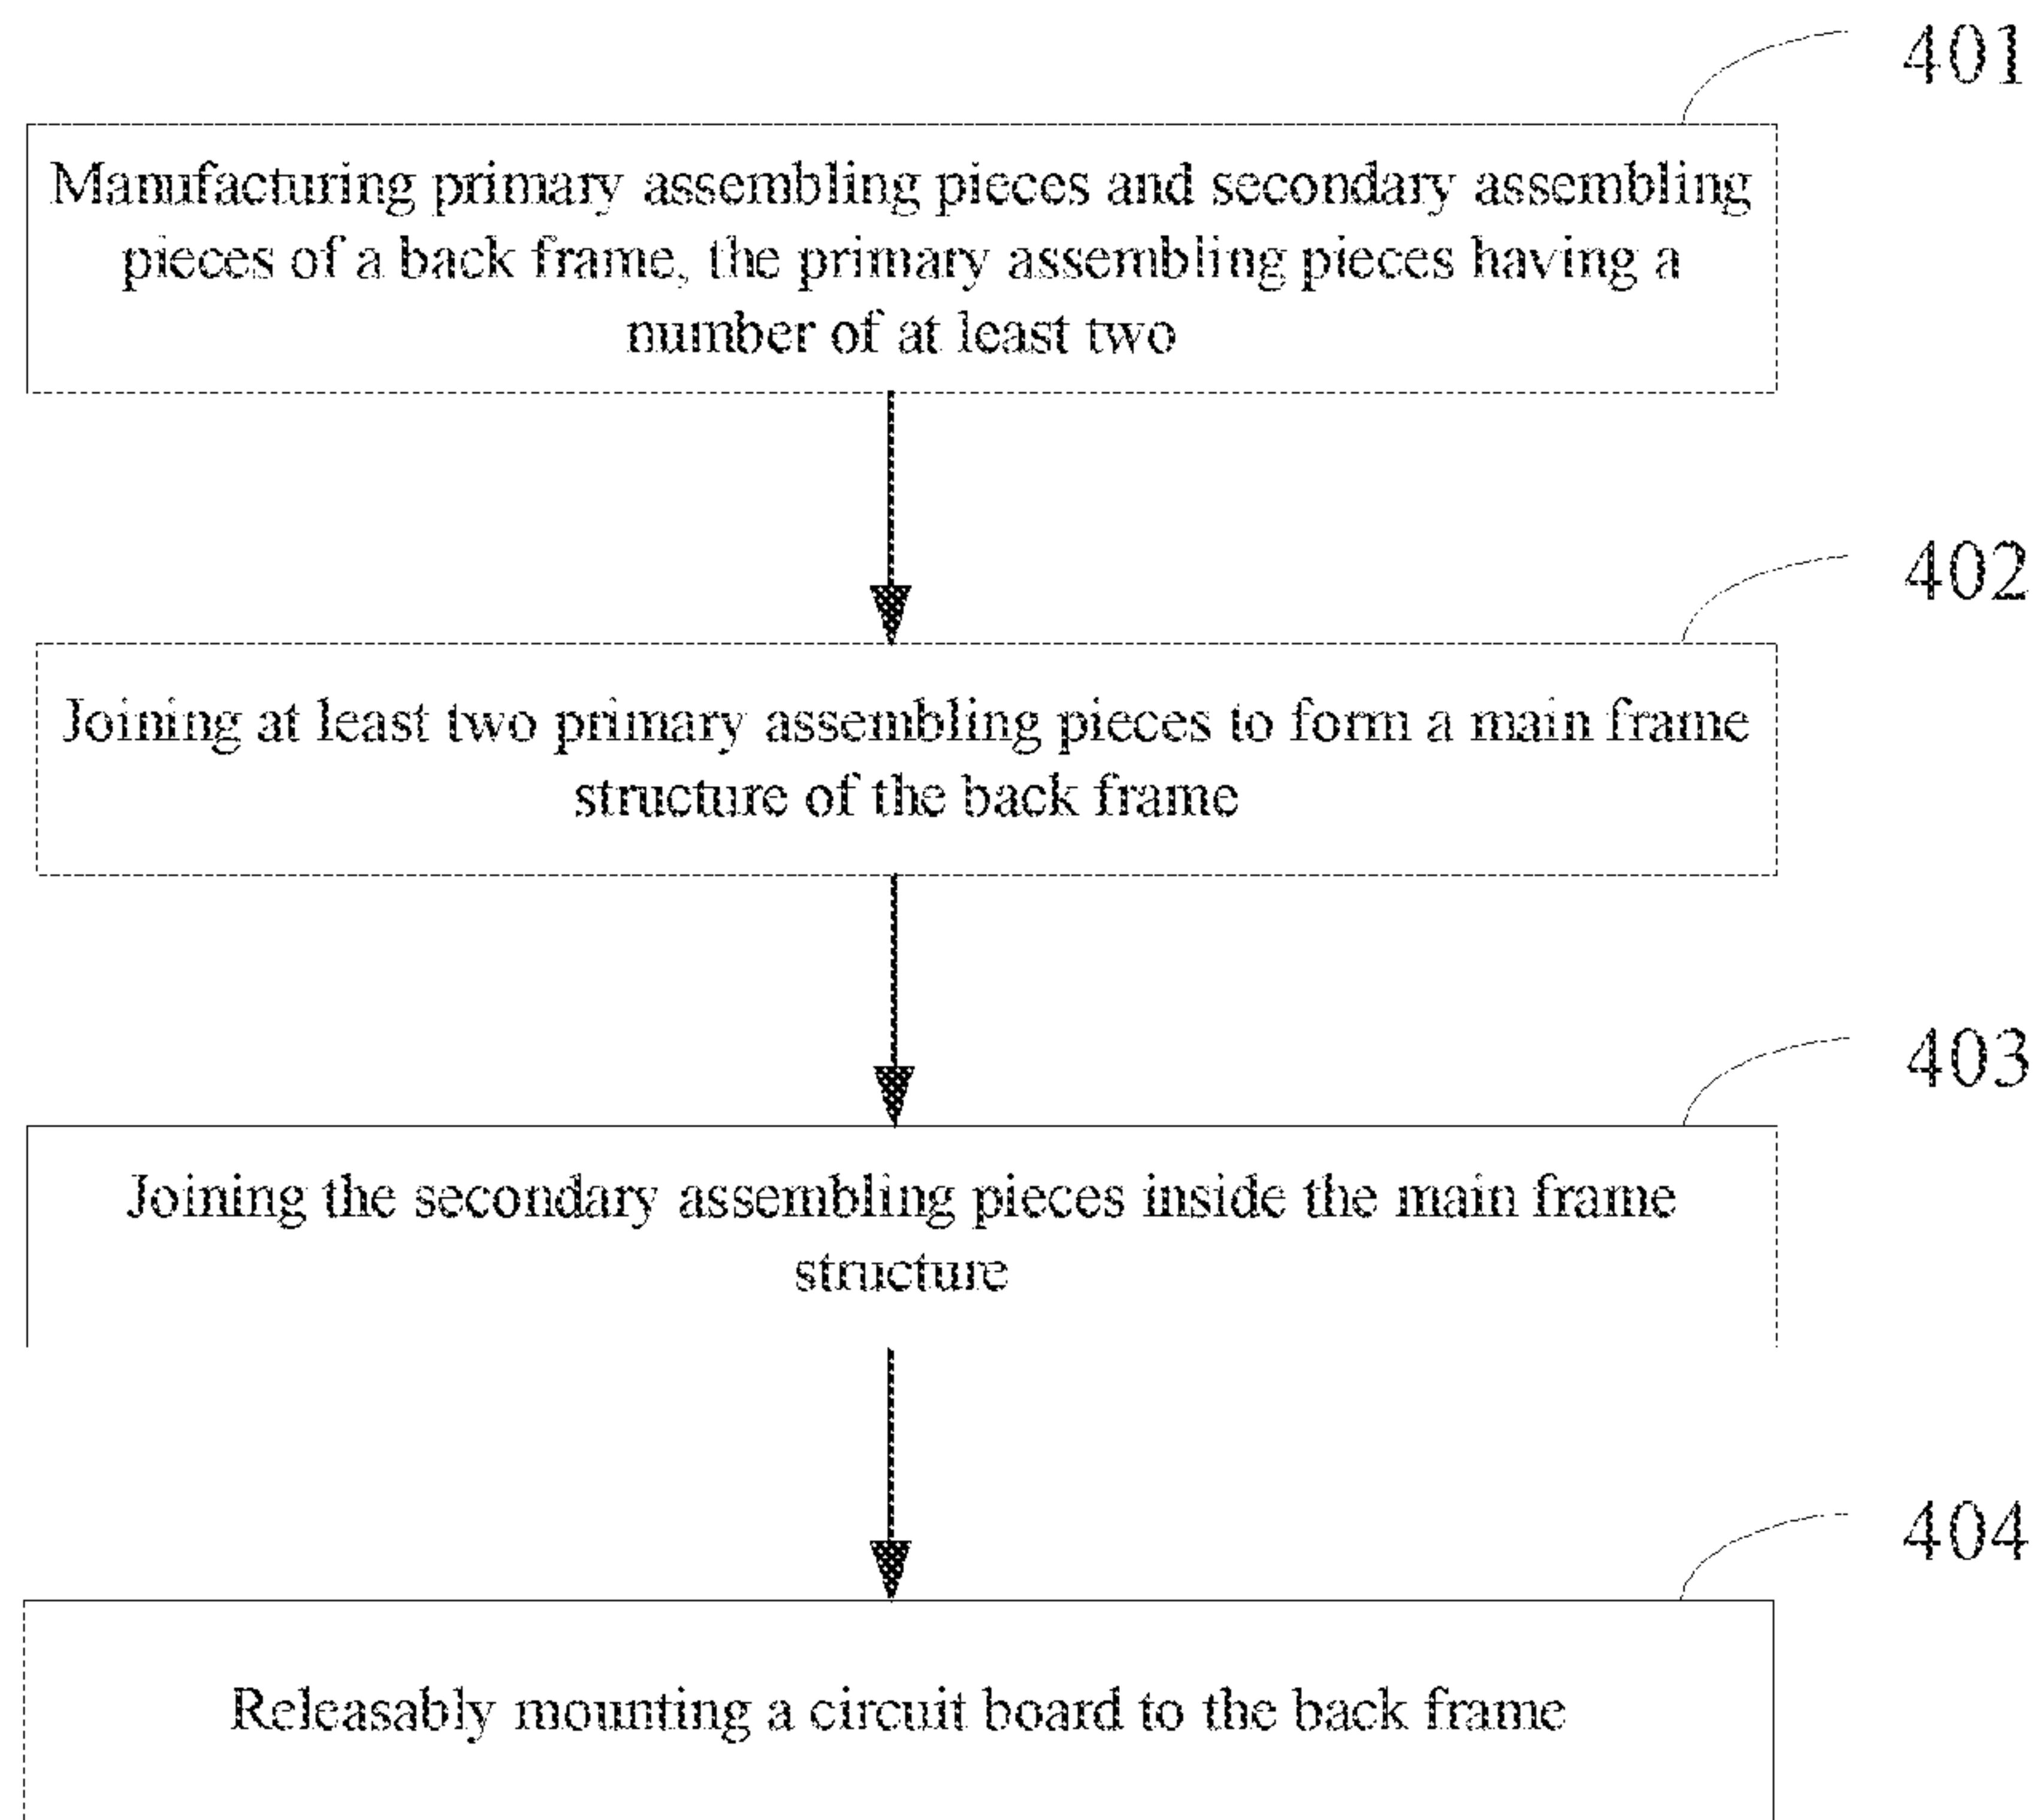 401
Manufacturing primary assembling pieces and secondary assembling
pieces of a back frame, the primary assembling pieces having a
number of at least two
402
Joining at least two primary assembling pieces to form a main frame
structure of the back frame
403
Joining the secondary assembling pieces inside the main frame
structure
404
Releasably mounting a circuit board to the back frame